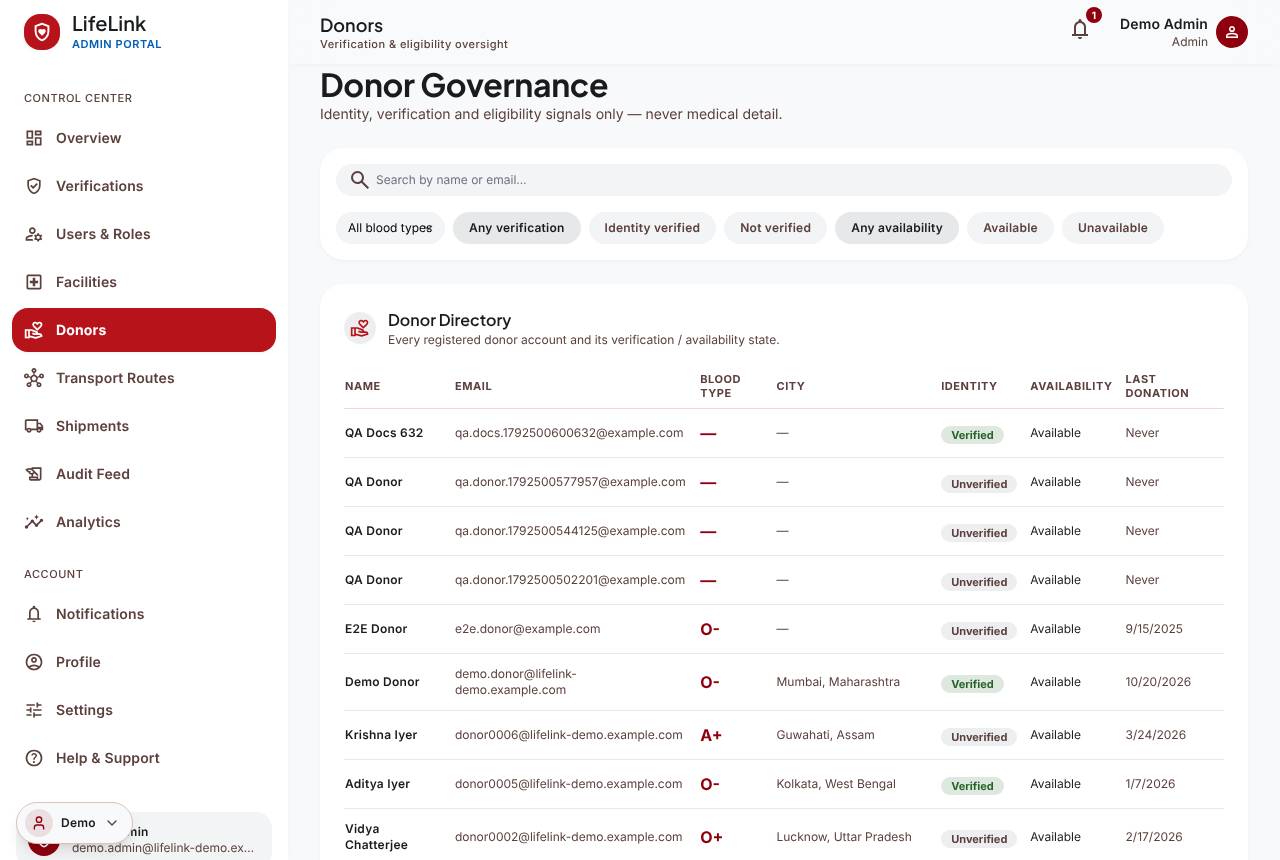 LifeLink
ADMIN PORTAL
CONTROL CENTER
Overview
Verifications
Users & Roles
Facilities
Donors
Transport Routes
Shipments
Audit Feed
Analytics
ACCOUNT
Notifications
Profile
Settings
Help & Support
Demo
demo.admin@lifelink-demo.ex...
Donors
Verification & eligibility oversight
1
Demo Admin
Admin
Donor Governance
Identity, verification and eligibility signals only — never medical detail.
Search by name or email...
All blood types Any verification Identity verified Not verified Any availability Available Unavailable
Donor Directory
Every registered donor account and its verification / availability state.
NAME EMAIL BLOOD TYPE CITY IDENTITY AVAILABILITY LAST DONATION
QA Docs 632 qa.docs.1792500600632@example.com — — Verified Available Never
QA Donor qa.donor.1792500577957@example.com — — Unverified Available Never
QA Donor qa.donor.1792500544125@example.com — — Unverified Available Never
QA Donor qa.donor.1792500502201@example.com — — Unverified Available Never
E2E Donor e2e.donor@example.com O- — Unverified Available 9/15/2025
Demo Donor demo.donor@lifelink-demo.example.com O- Mumbai, Maharashtra Verified Available 10/20/2026
Krishna Iyer donor0006@lifelink-demo.example.com A+ Guwahati, Assam Unverified Available 3/24/2026
Aditya Iyer donor0005@lifelink-demo.example.com O- Kolkata, West Bengal Verified Available 1/7/2026
Vidya Chatterjee donor0002@lifelink-demo.example.com O+ Lucknow, Uttar Pradesh Unverified Available 2/17/2026